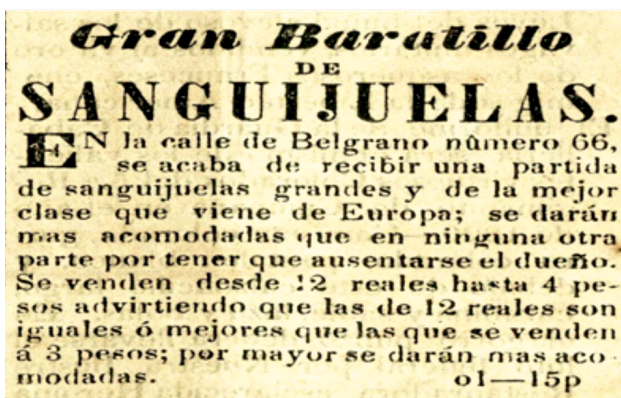 Gran Baratillo
DE
SANGUIJUELAS.
EN la calle de Belgrano nûmero 66,
se acaba de recibir una partida
de sanguijuelas grandes y de la mejor
clase que viene de Europa; se darán
mas acomodadas que en ninguna otra
parte por tener que ausentarse el dueño.
Se venden desde 12 reales hasta 4 pe-
sos advirtiendo que las de 12 reales son
iguales ó mejores que las que se venden
á 3 pesos; por mayor se darán mas aco-
modadas. o1—15p